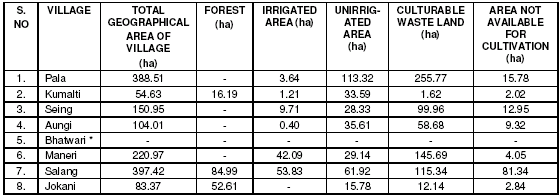 S. NO VILLAGE TOTAL GEOGRAPHICAL AREA OF VILLAGE (ha) FOREST (ha) IRRIGATED AREA (ha) UNIRRIG-ATED AREA (ha) CULTURABLE WASTE LAND (ha) AREA NOT AVAILABLE FOR CULTIVATION (ha)
1. Pala 388.51 - 3.64 113.32 255.77 15.78
2. Kumalti 54.63 16.19 1.21 33.59 1.62 2.02
3. Seing 150.95 - 9.71 28.33 99.96 12.95
4. Aungi 104.01 - 0.40 35.61 58.68 9.32
5. Bhatwari * - - - - - -
6. Maneri 220.97 - 42.09 29.14 145.69 4.05
7. Salang 397.42 84.99 53.83 61.92 115.34 81.34
8. Jokani 83.37 52.61 - 15.78 12.14 2.84